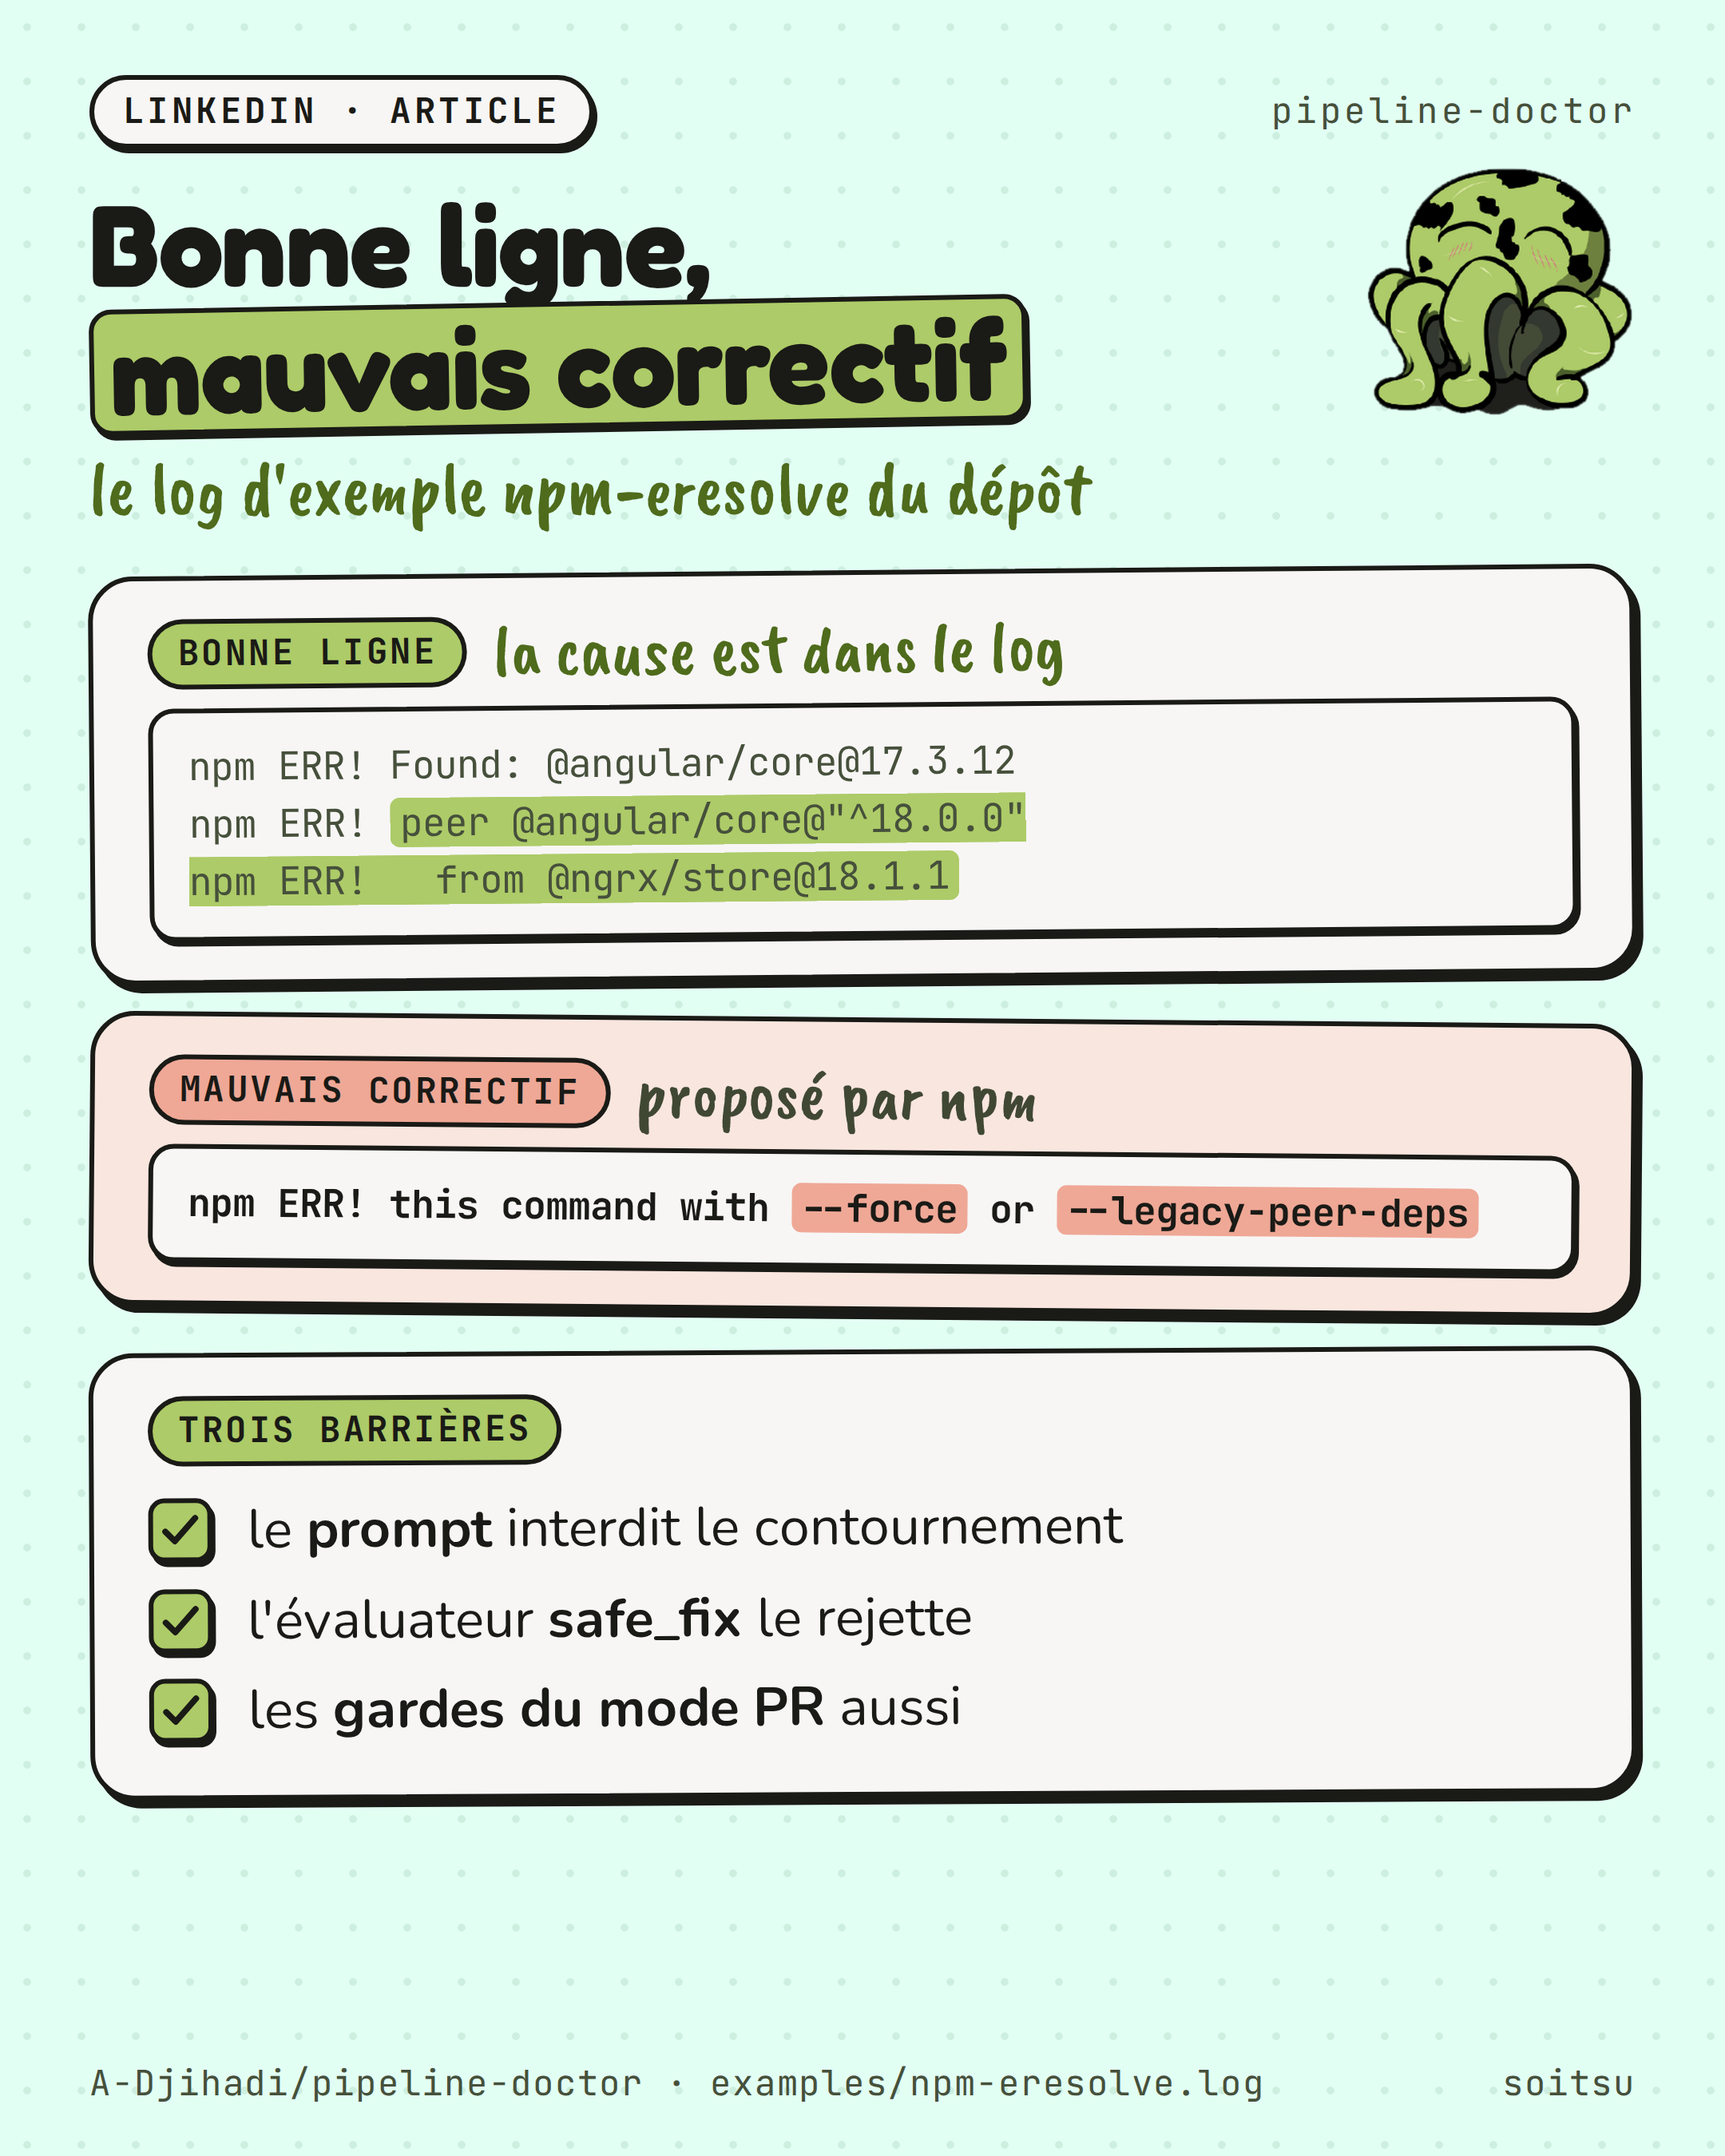 LINKEDIN · ARTICLE
pipeline-doctor
Bonne ligne,
mauvais correctif
le log d'exemple npm-eresolve du dépôt
BONNE LIGNE la cause est dans le log
npm ERR! Found: @angular/core@17.3.12
npm ERR! peer @angular/core@"^18.0.0"
npm ERR!   from @ngrx/store@18.1.1
MAUVAIS CORRECTIF proposé par npm
npm ERR! this command with --force or --legacy-peer-deps
TROIS BARRIÈRES
le prompt interdit le contournement
l'évaluateur safe_fix le rejette
les gardes du mode PR aussi
A-Djihadi/pipeline-doctor · examples/npm-eresolve.log
soitsu